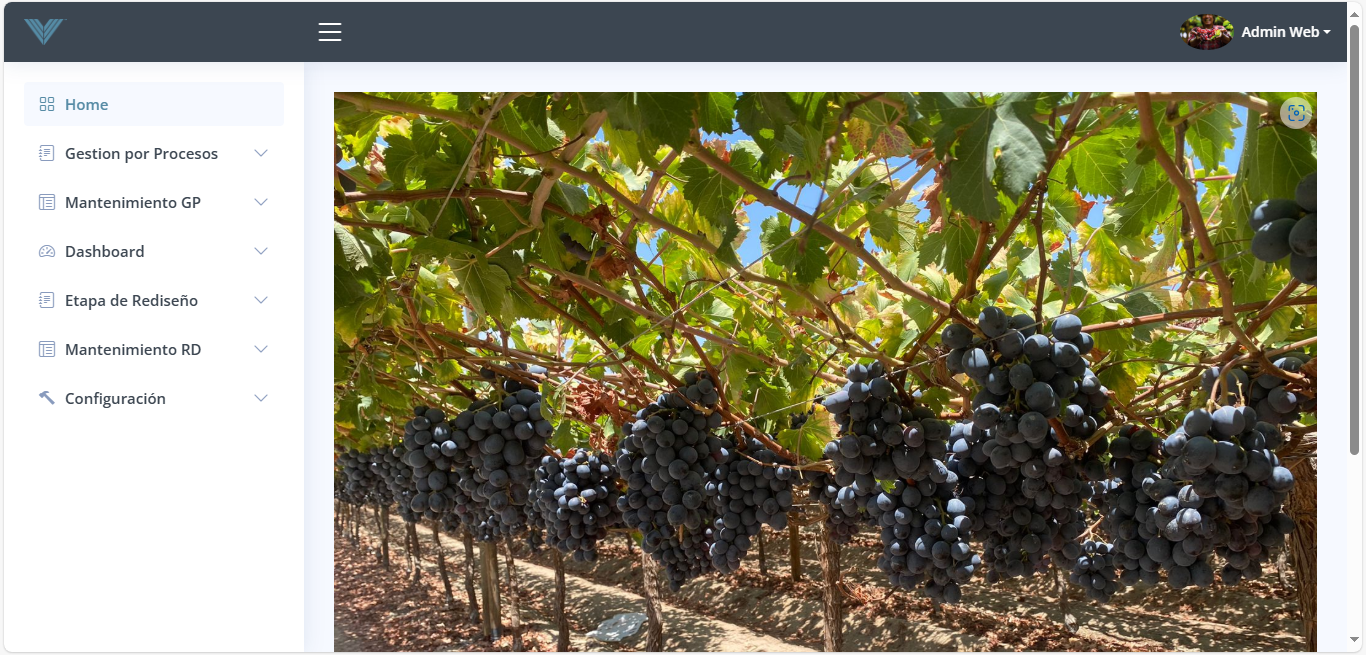 Admin Web
Home
Gestion por Procesos
Mantenimiento GP
Dashboard
Etapa de Rediseño
Mantenimiento RD
Configuración